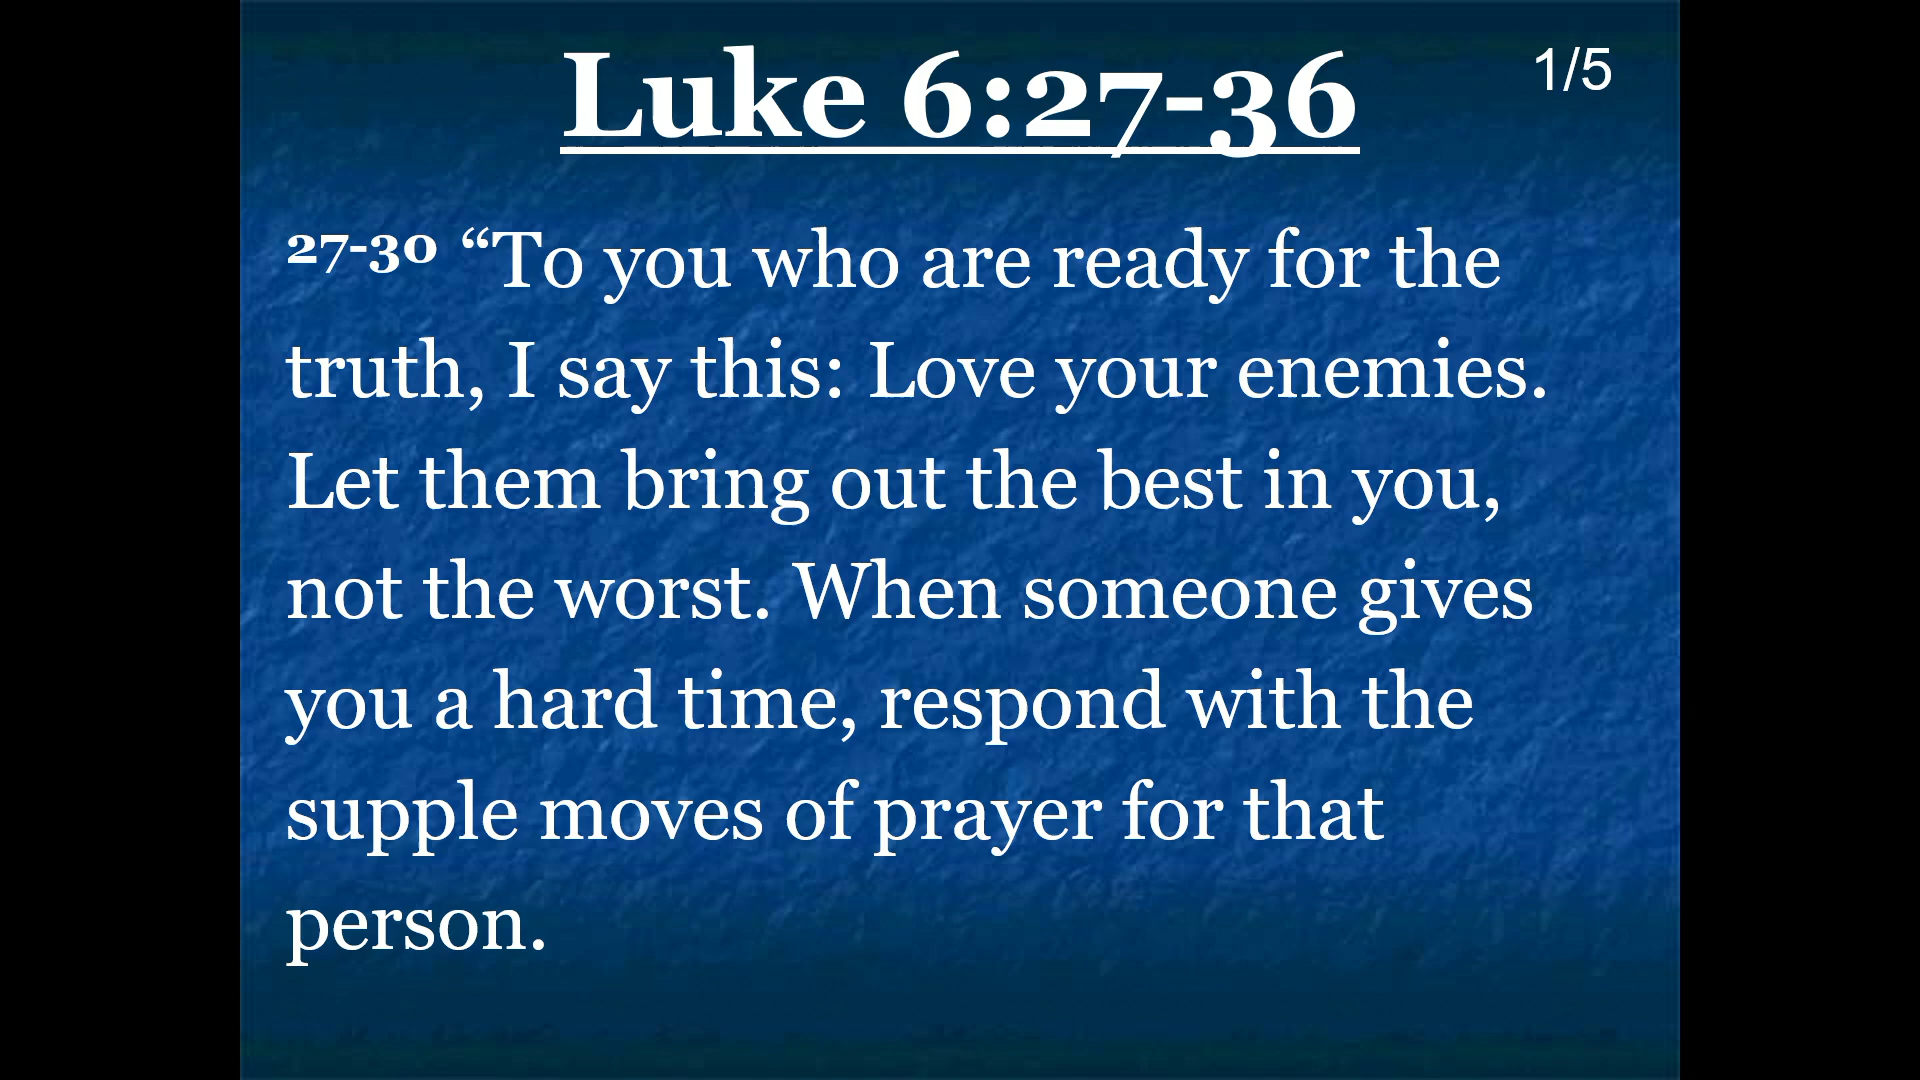 Luke 6:27-36
1/5
27-30 “To you who are ready for the
truth, I say this: Love your enemies.
Let them bring out the best in you,
not the worst. When someone gives
you a hard time, respond with the
supple moves of prayer for that
person.